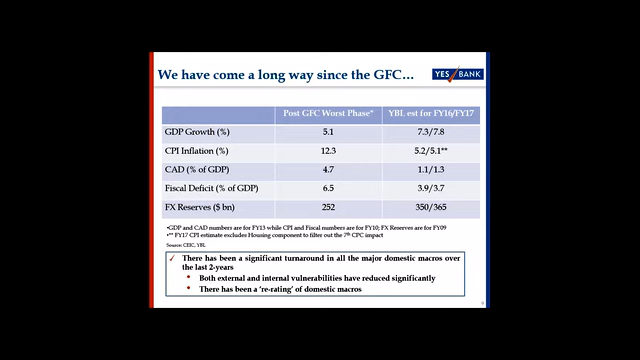 We have come a long way since the GFC…
YES BANK
Post GFC Worst Phase* YBL est for FY16/FY17
GDP Growth (%) 5.1 7.3/7.8
CPI Inflation (%) 12.3 5.2/5.1**
CAD (% of GDP) 4.7 1.1/1.3
Fiscal Deficit (% of GDP) 6.5 3.9/3.7
FX Reserves ($ bn) 252 350/365
•GDP and CAD numbers are for FY13 while CPI and Fiscal numbers are for FY10; FX Reserves are for FY09
•** FY17 CPI estimate excludes Housing component to filter out the 7th CPC impact
Source: CEIC, YBL
✓ There has been a significant turnaround in all the major domestic macros over
the last 2-years
• Both external and internal vulnerabilities have reduced significantly
• There has been a 're-rating' of domestic macros